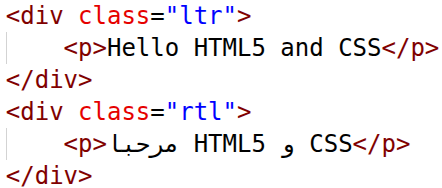 <div class="ltr">
    <p>Hello HTML5 and CSS</p>
</div>
<div class="rtl">
    <p>مرحبا HTML5 و CSS</p>
</div>